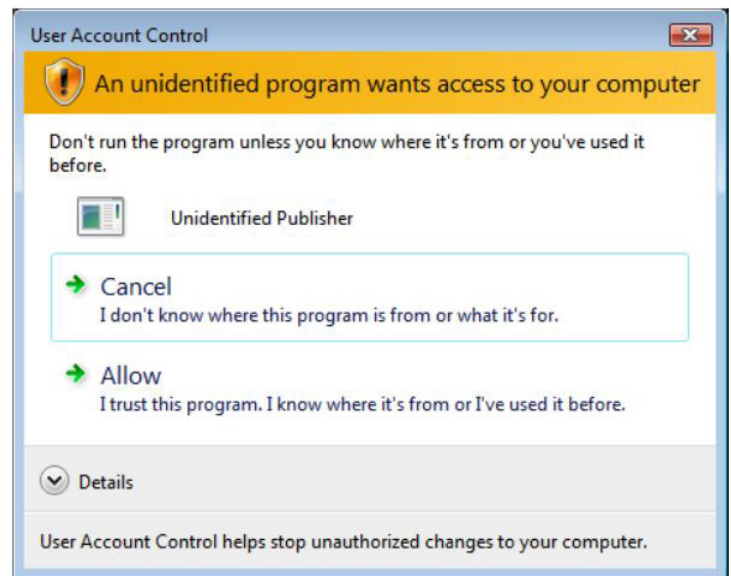 User Account Control
An unidentified program wants access to your computer
Don't run the program unless you know where it's from or you've used it
before.
Unidentified Publisher
Cancel
I don't know where this program is from or what it's for.
Allow
I trust this program. I know where it's from or I've used it before.
Details
User Account Control helps stop unauthorized changes to your computer.